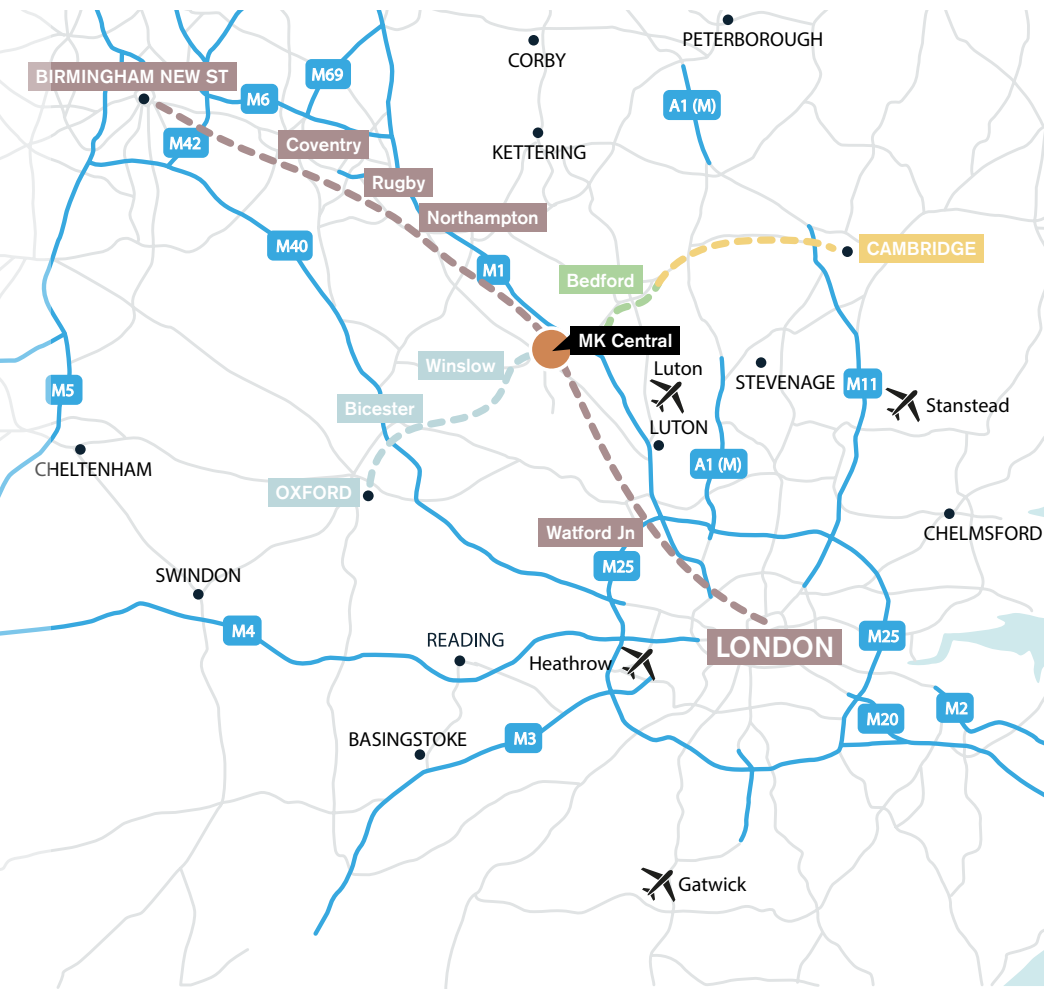 PETERBOROUGH
CORBY
BIRMINGHAM NEW ST
M69
M6
A1 (M)
M42
Coventry
KETTERING
Rugby
Northampton
M40
CAMBRIDGE
M1
Bedford
MK Central
Winslow
Luton
STEVENAGE
M11
M5
Stanstead
Bicester
LUTON
CHELTENHAM
A1 (M)
OXFORD
Watford Jn
CHELMSFORD
M25
SWINDON
M4
M25
READING
LONDON
Heathrow
M2
M20
BASINGSTOKE
M3
Gatwick